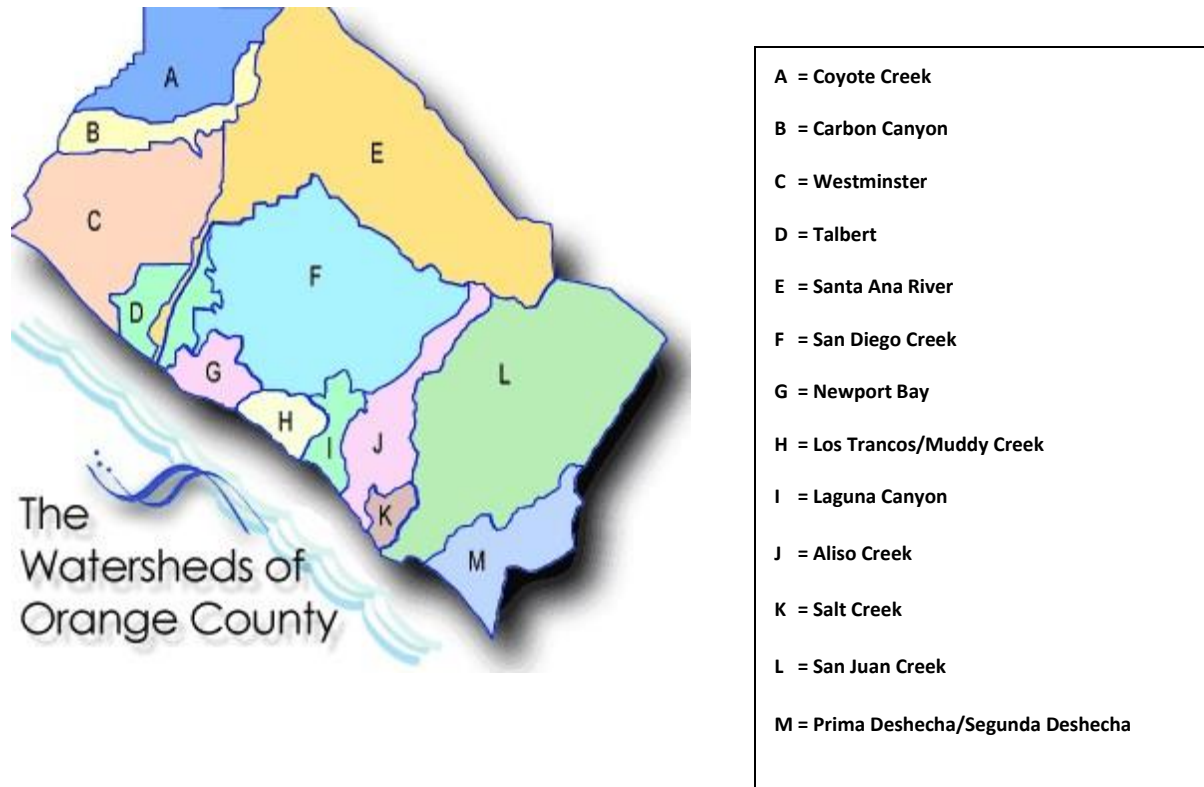 A
B
E
C
F
D
G
L
H
I
J
K
M
The
Watersheds of
Orange County
A = Coyote Creek
B = Carbon Canyon
C = Westminster
D = Talbert
E = Santa Ana River
F = San Diego Creek
G = Newport Bay
H = Los Trancos/Muddy Creek
I = Laguna Canyon
J = Aliso Creek
K = Salt Creek
L = San Juan Creek
M = Prima Deshecha/Segunda Deshecha